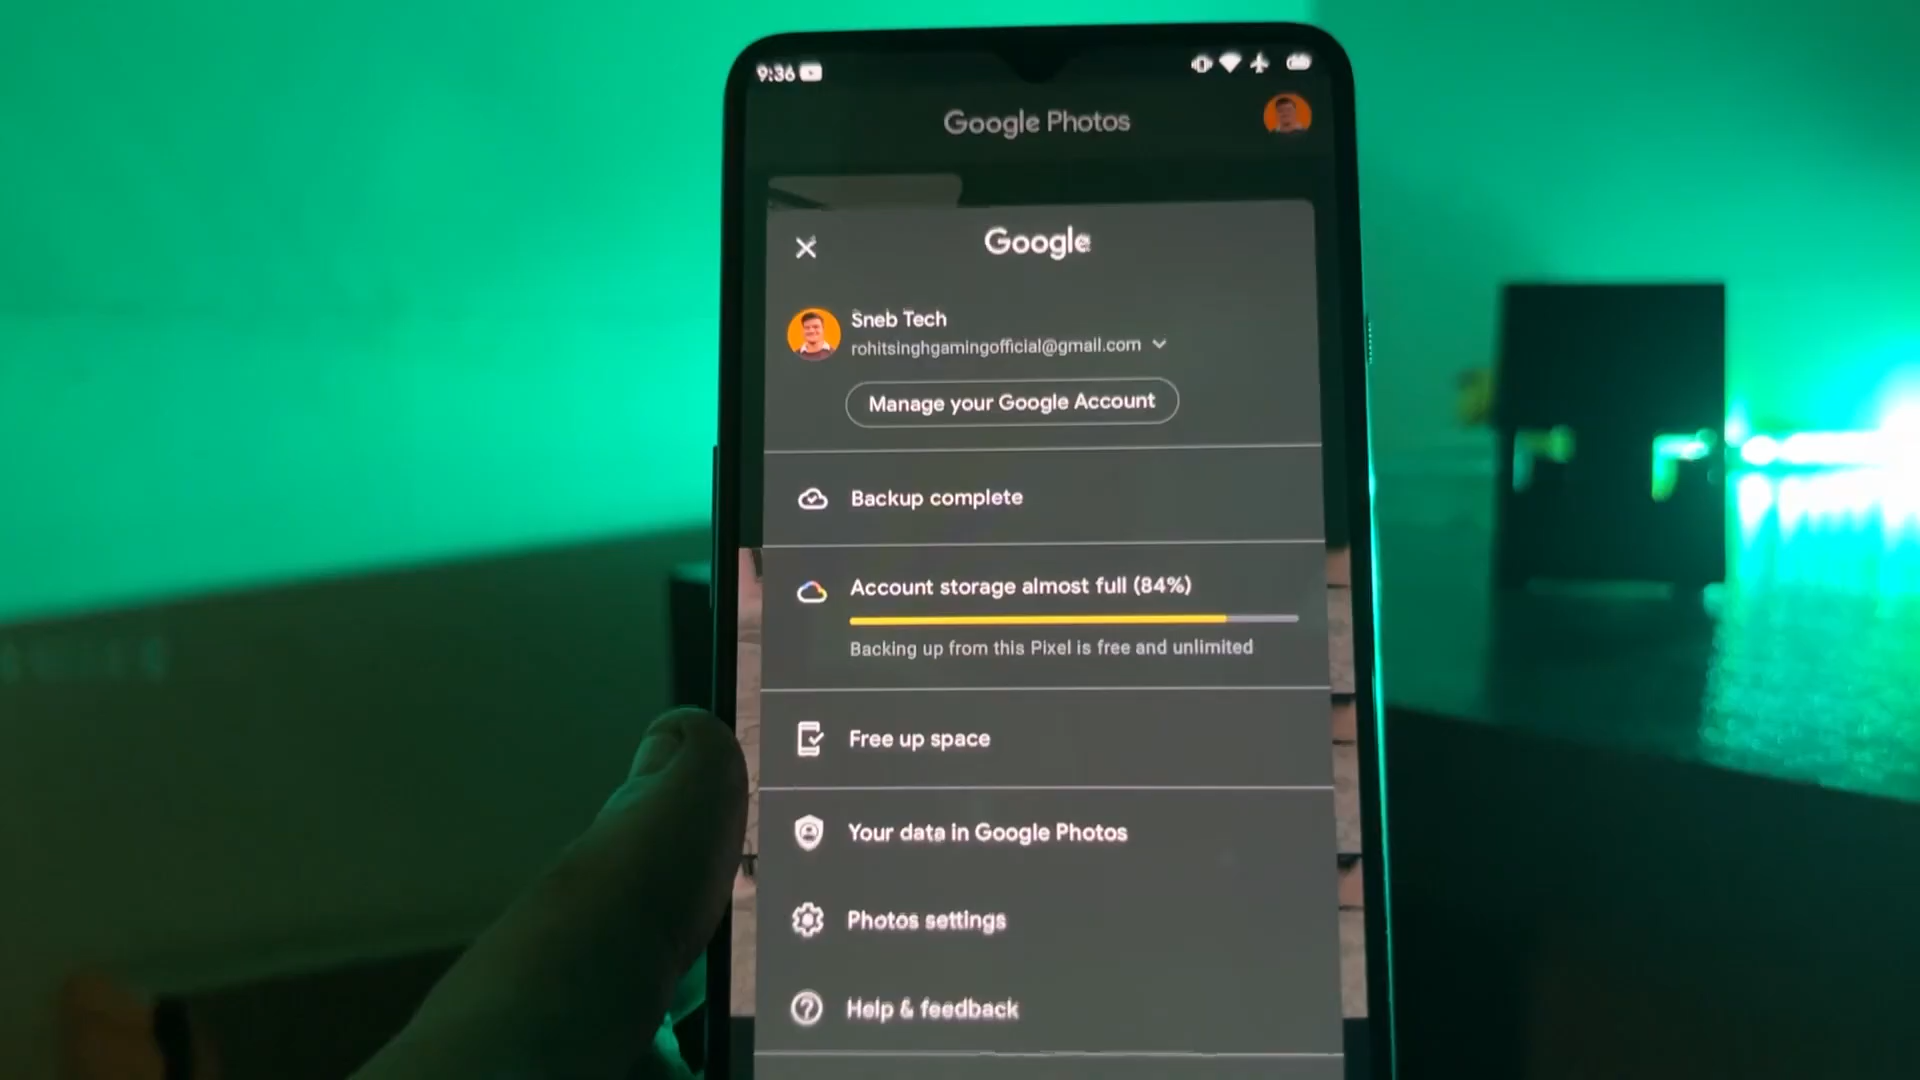 9:36
Google Photos
Google
Sneb Tech
rohitsinghgamingofficial@gmail.com
Manage your Google Account
Backup complete
Account storage almost full (84%)
Backing up from this Pixel is free and unlimited
Free up space
Your data in Google Photos
Photos settings
Help & feedback